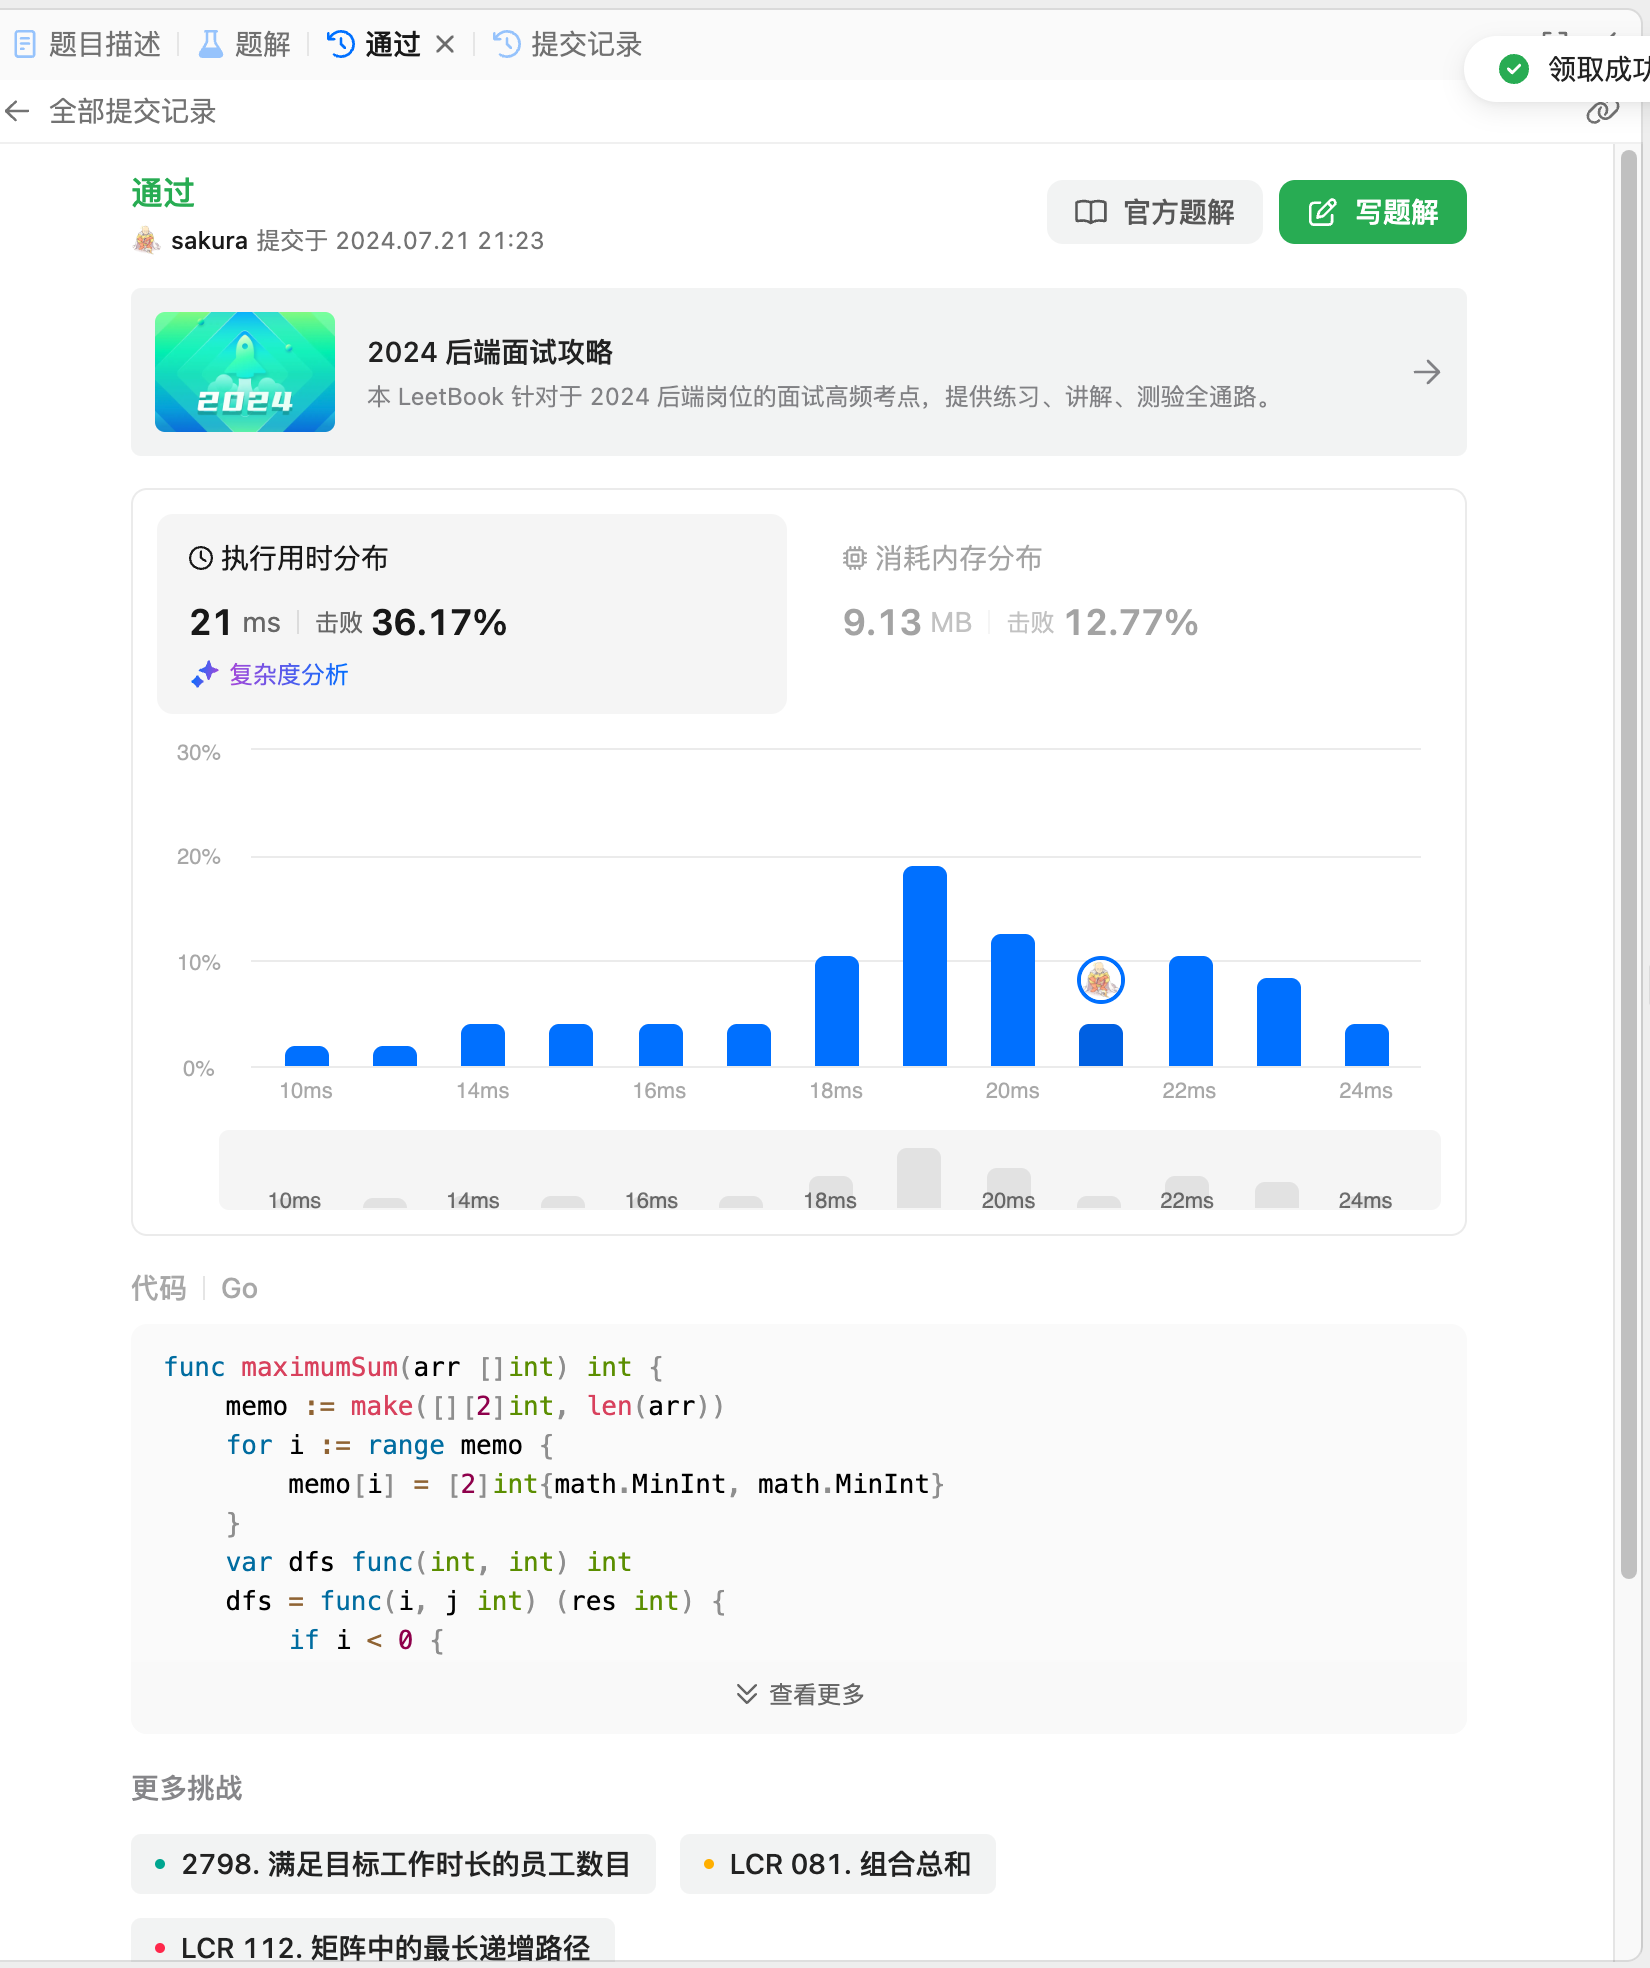 题目描述 题解 通过 提交记录
领取成功
全部提交记录
通过
官方题解 写题解
sakura 提交于 2024.07.21 21:23
2024
2024 后端面试攻略
本 LeetBook 针对于 2024 后端岗位的面试高频考点，提供练习、讲解、测验全通路。
执行用时分布 消耗内存分布
21 ms 击败 36.17% 9.13 MB 击败 12.77%
复杂度分析
30%
20%
10%
0%
10ms 14ms 16ms 18ms 20ms 22ms 24ms
10ms 14ms 16ms 18ms 20ms 22ms 24ms
代码 Go
func maximumSum(arr []int) int {
    memo := make([][2]int, len(arr))
    for i := range memo {
        memo[i] = [2]int{math.MinInt, math.MinInt}
    }
    var dfs func(int, int) int
    dfs = func(i, j int) (res int) {
        if i < 0 {
查看更多
更多挑战
2798. 满足目标工作时长的员工数目 LCR 081. 组合总和
LCR 112. 矩阵中的最长递增路径